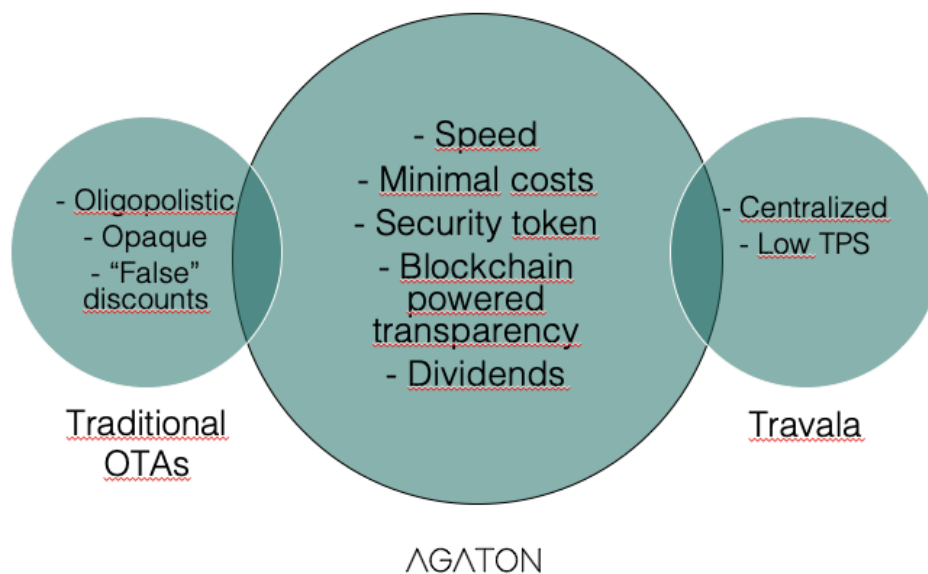 - Oligopolistic
- Opaque
- “False”
discounts
Traditional
OTAs
- Speed
- Minimal costs
- Security token
- Blockchain
powered
transparency
- Dividends
- Centralized
- Low TPS
Travala
AGATON